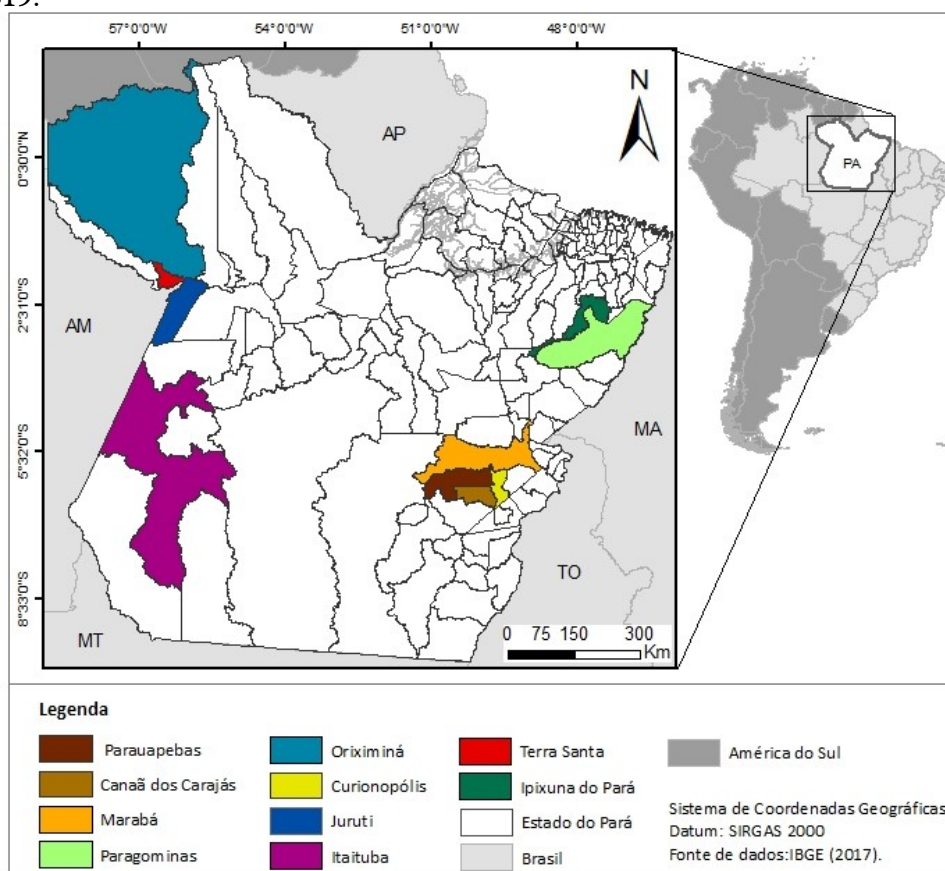 57°0'0"W 54°0'0"W 51°0'0"W 48°0'0"W
N
AP
PA
0°30'0"N
2°31'0"S
AM
MA
5°32'0"S
TO
8°33'0"S
MT
0 75 150 300
Km
Legenda
Parauapebas
Canaã dos Carajás
Marabá
Paragominas
Oriximiná
Curionopólis
Juruti
Itaituba
Terra Santa
Ipixuna do Pará
Estado do Pará
Brasil
América do Sul
Sistema de Coordenadas Geográficas
Datum: SIRGAS 2000
Fonte de dados:IBGE (2017).